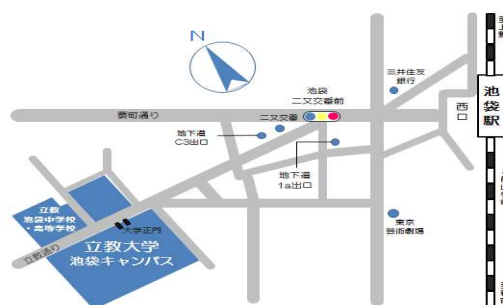 N
三井住友
銀行
池袋
二又交番前
池袋駅
西口
要町通り
二又交番
地下道
C3出口
地下道
1a出口
立教
池袋中学校
・高等学校
大学正門
東京
芸術劇場
立教大学
池袋キャンパス
立教通り